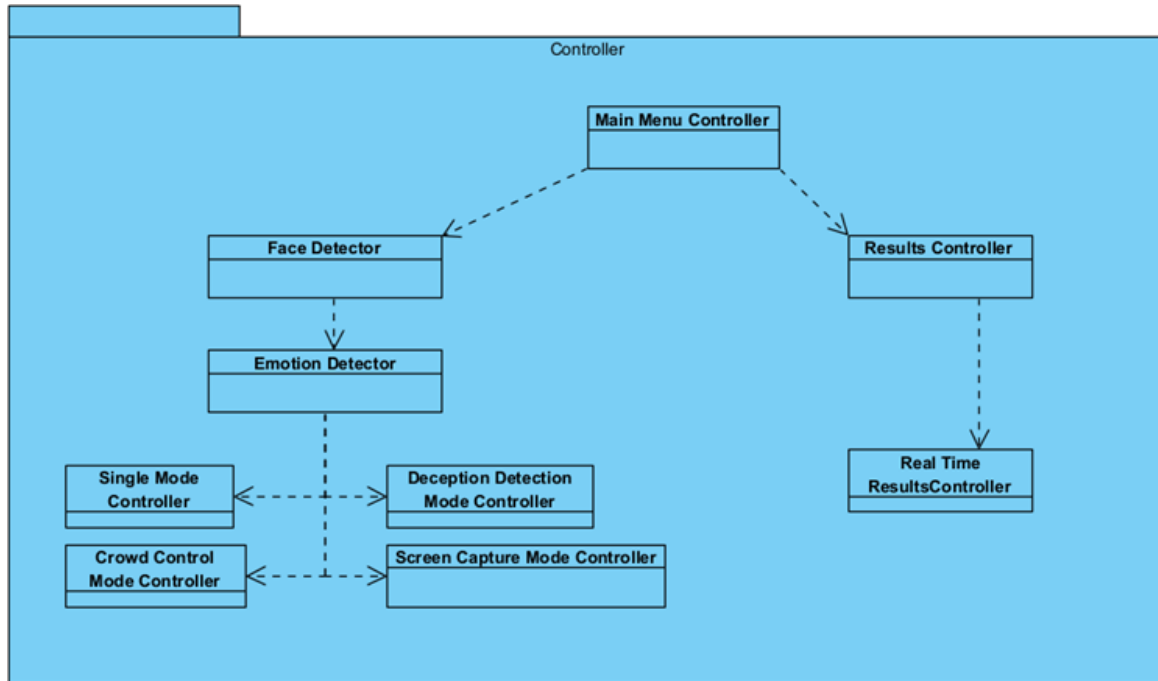 Controller
Main Menu Controller
Face Detector
Results Controller
Emotion Detector
Single Mode
Controller
Deception Detection
Mode Controller
Real Time
ResultsController
Crowd Control
Mode Controller
Screen Capture Mode Controller